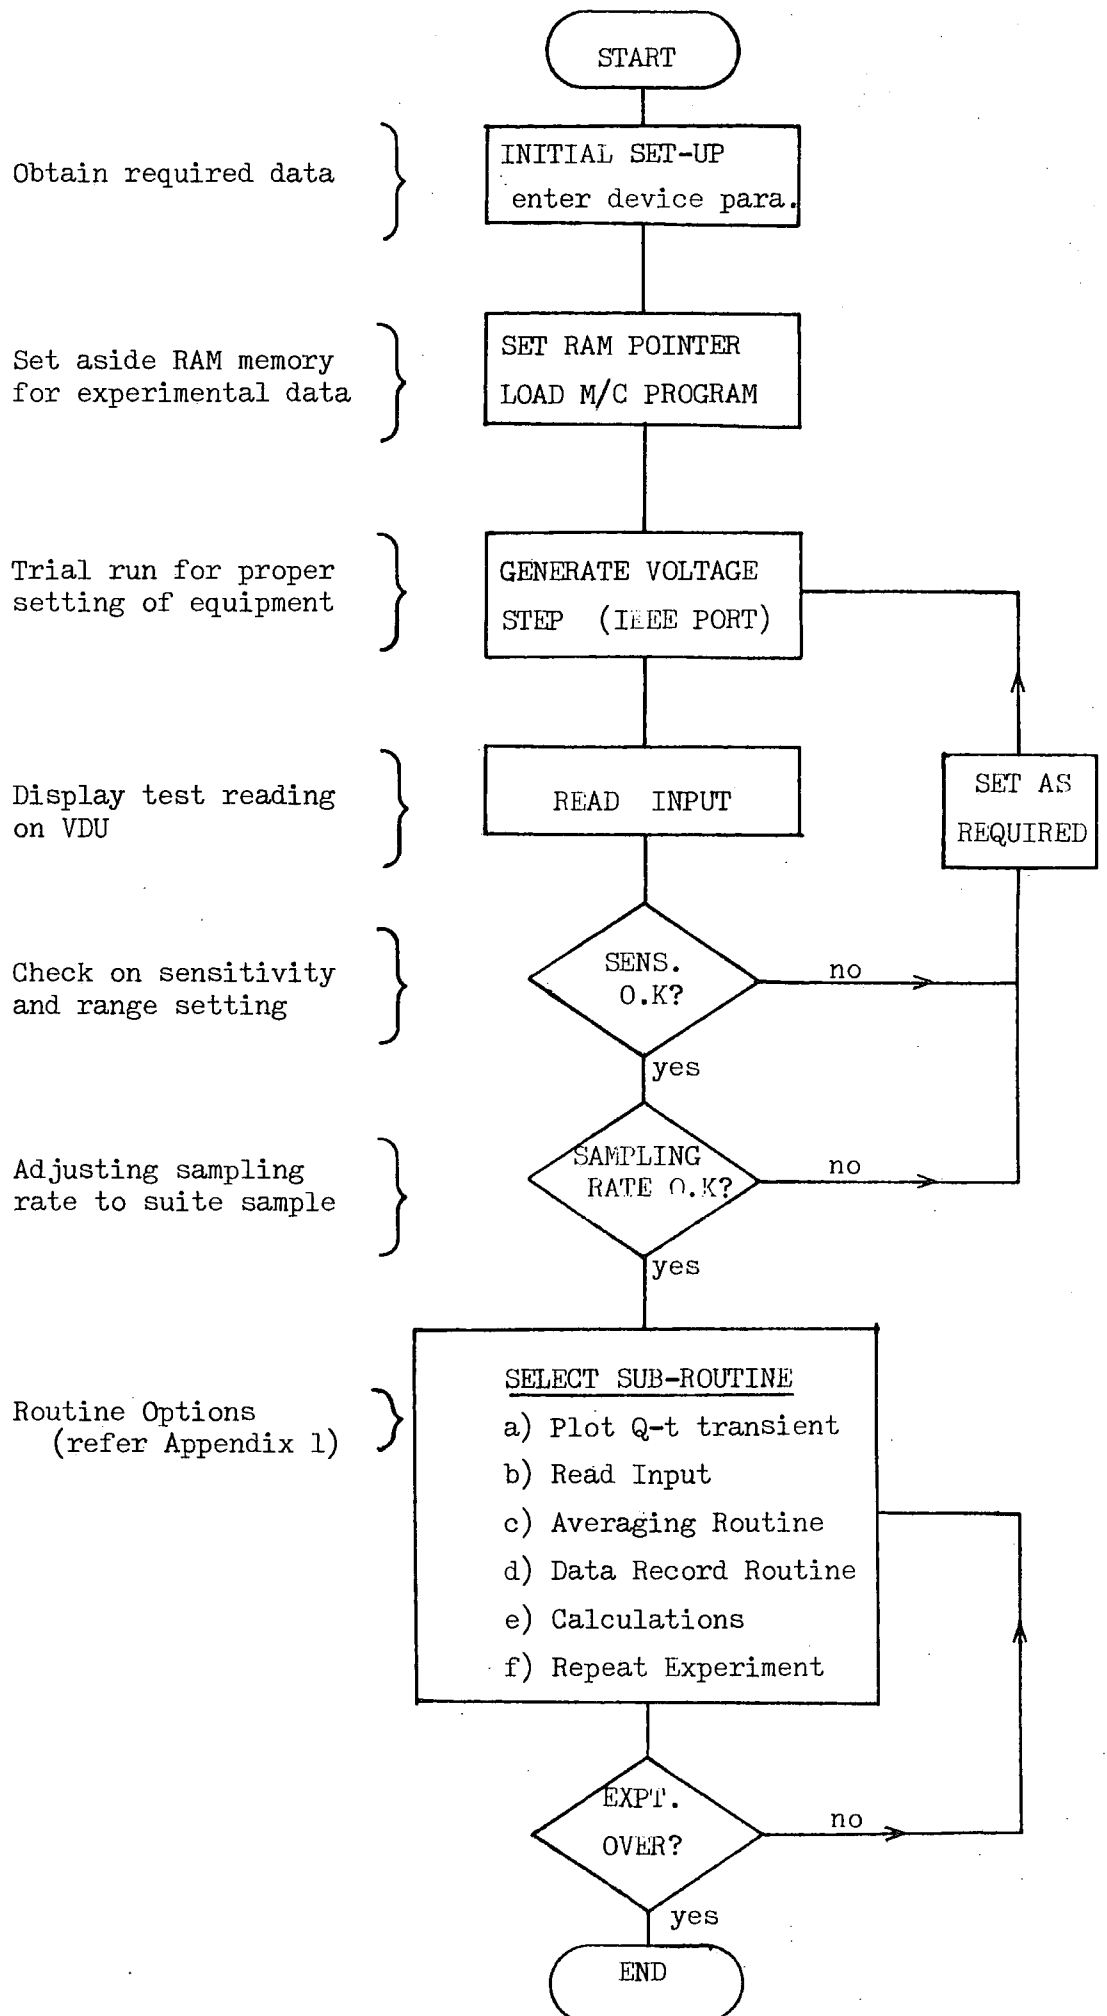 START
Obtain required data
INITIAL SET-UP
enter device para.
Set aside RAM memory
for experimental data
SET RAM POINTER
LOAD M/C PROGRAM
Trial run for proper
setting of equipment
GENERATE VOLTAGE
STEP (IEEE PORT)
Display test reading
on VDU
READ INPUT
SET AS
REQUIRED
Check on sensitivity
and range setting
SENS.
O.K?
no
yes
Adjusting sampling
rate to suite sample
SAMPLING
RATE O.K?
no
yes
Routine Options
(refer Appendix 1)
SELECT SUB-ROUTINE
a) Plot Q-t transient
b) Read Input
c) Averaging Routine
d) Data Record Routine
e) Calculations
f) Repeat Experiment
EXPT.
OVER?
no
yes
END